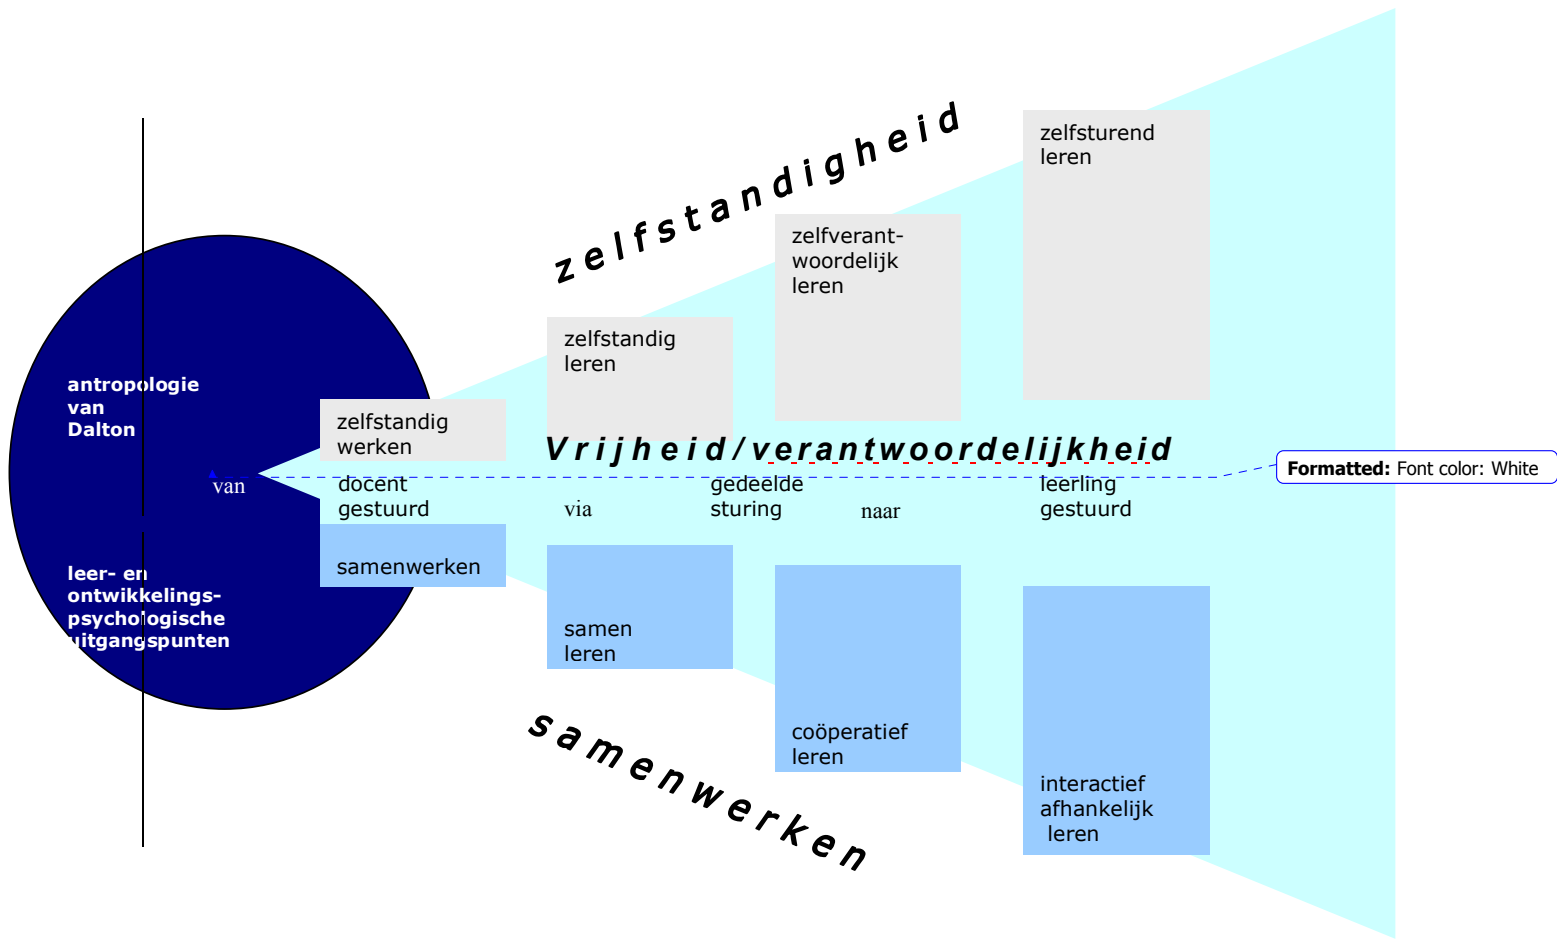 zelfstandigheid
zelfsturend
leren
zelfverant-
woordelijk
leren
zelfstandig
leren
zelfstandig
werken
antropologie
van
Dalton
Vrijheid/verantwoordelijkheid
Formatted: Font color: White
van
docent
gestuurd
via
gedeelde
sturing
naar
leerling
gestuurd
leer- en
ontwikkelings-
psychologische
uitgangspunten
samenwerken
samen
leren
coöperatief
leren
interactief
afhankelijk
leren
samenwerken